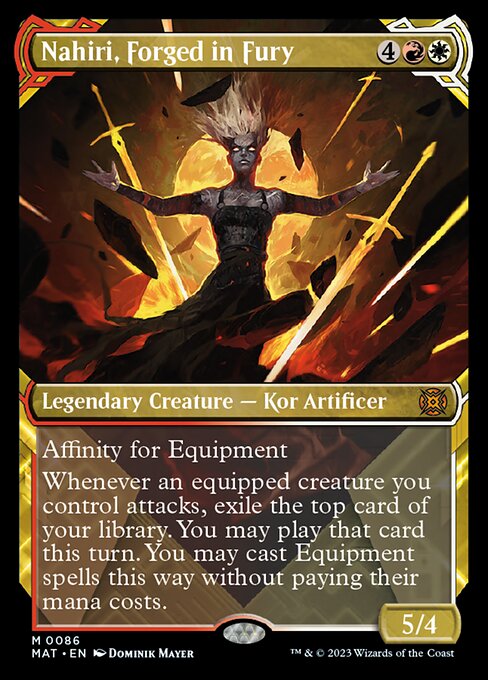 Nahiri, Forged in Fury 4
Legendary Creature — Kor Artificer
Affinity for Equipment
Whenever an equipped creature you
control attacks, exile the top card of
your library. You may play that card
this turn. You may cast Equipment
spells this way without paying their
mana costs.
5/4
M 0086
MAT • EN Dominik Mayer
™ & © 2023 Wizards of the Coast